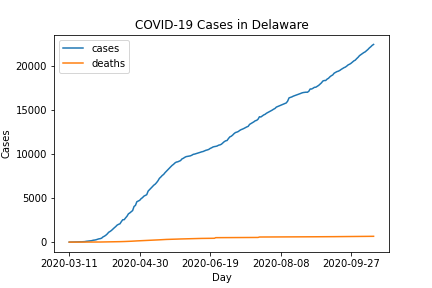 COVID-19 Cases in Delaware
cases
deaths
Cases
20000
15000
10000
5000
0
2020-03-11 2020-04-30 2020-06-19 2020-08-08 2020-09-27
Day